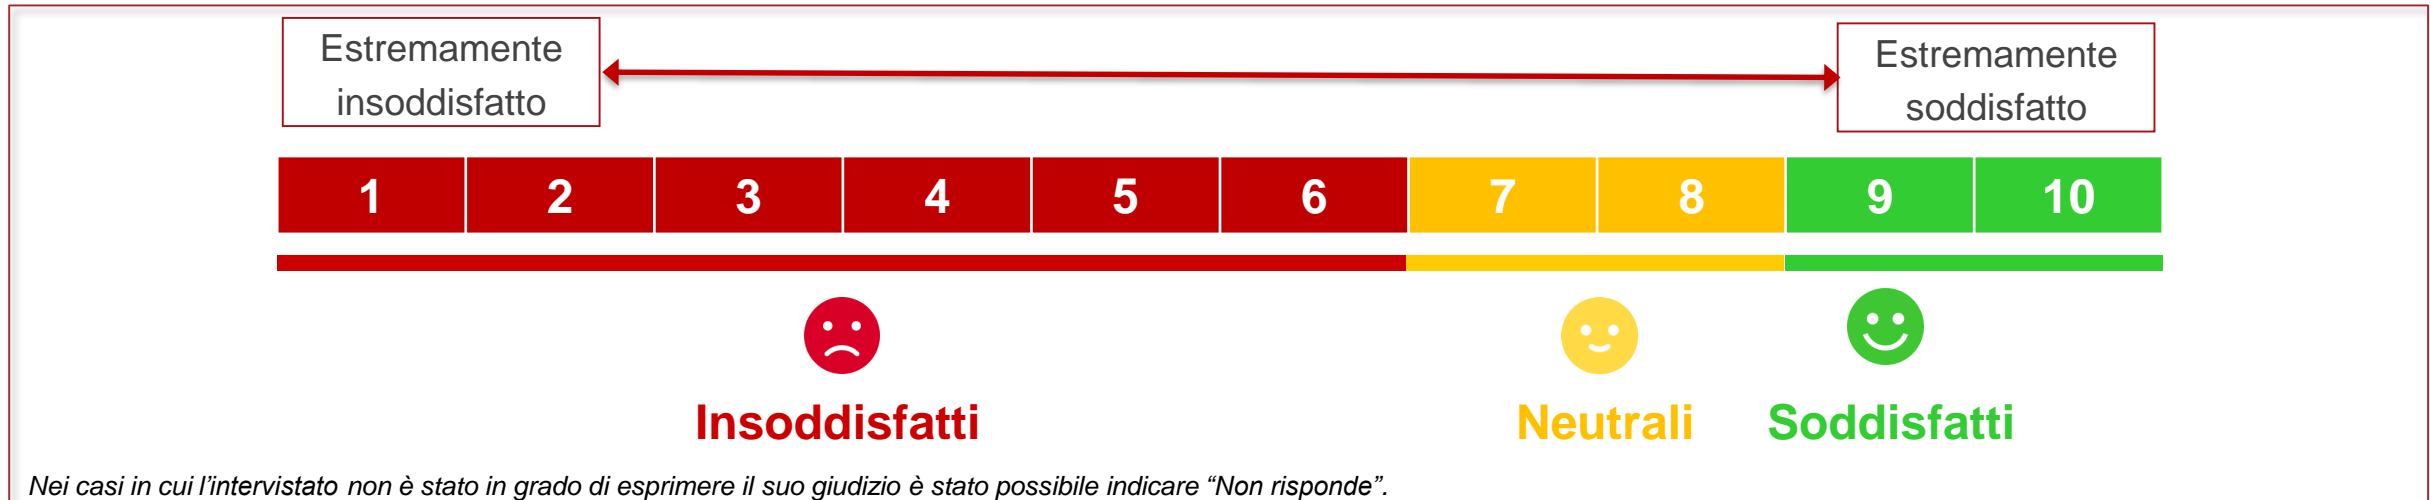 Estremamente
insoddisfatto
Estremamente
soddisfatto
1 2 3 4 5 6 7 8 9 10
Insoddisfatti Neutrali Soddisfatti
Nei casi in cui l'intervistato non è stato in grado di esprimere il suo giudizio è stato possibile indicare “Non risponde”.